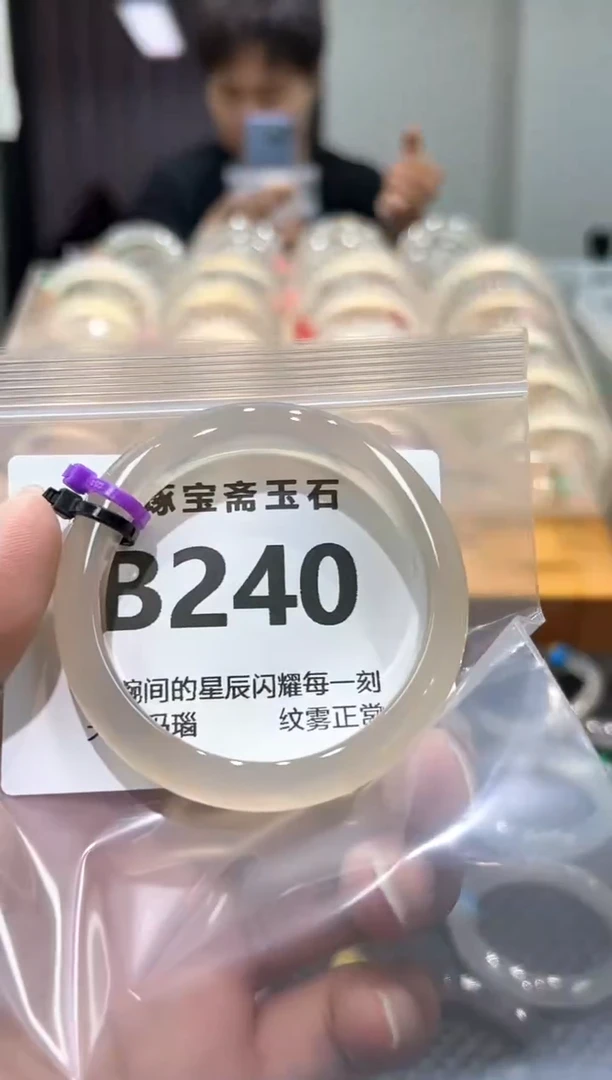 琢宝斋玉石
B240
腕间的星辰闪耀每一刻
玛瑙 纹雾正常